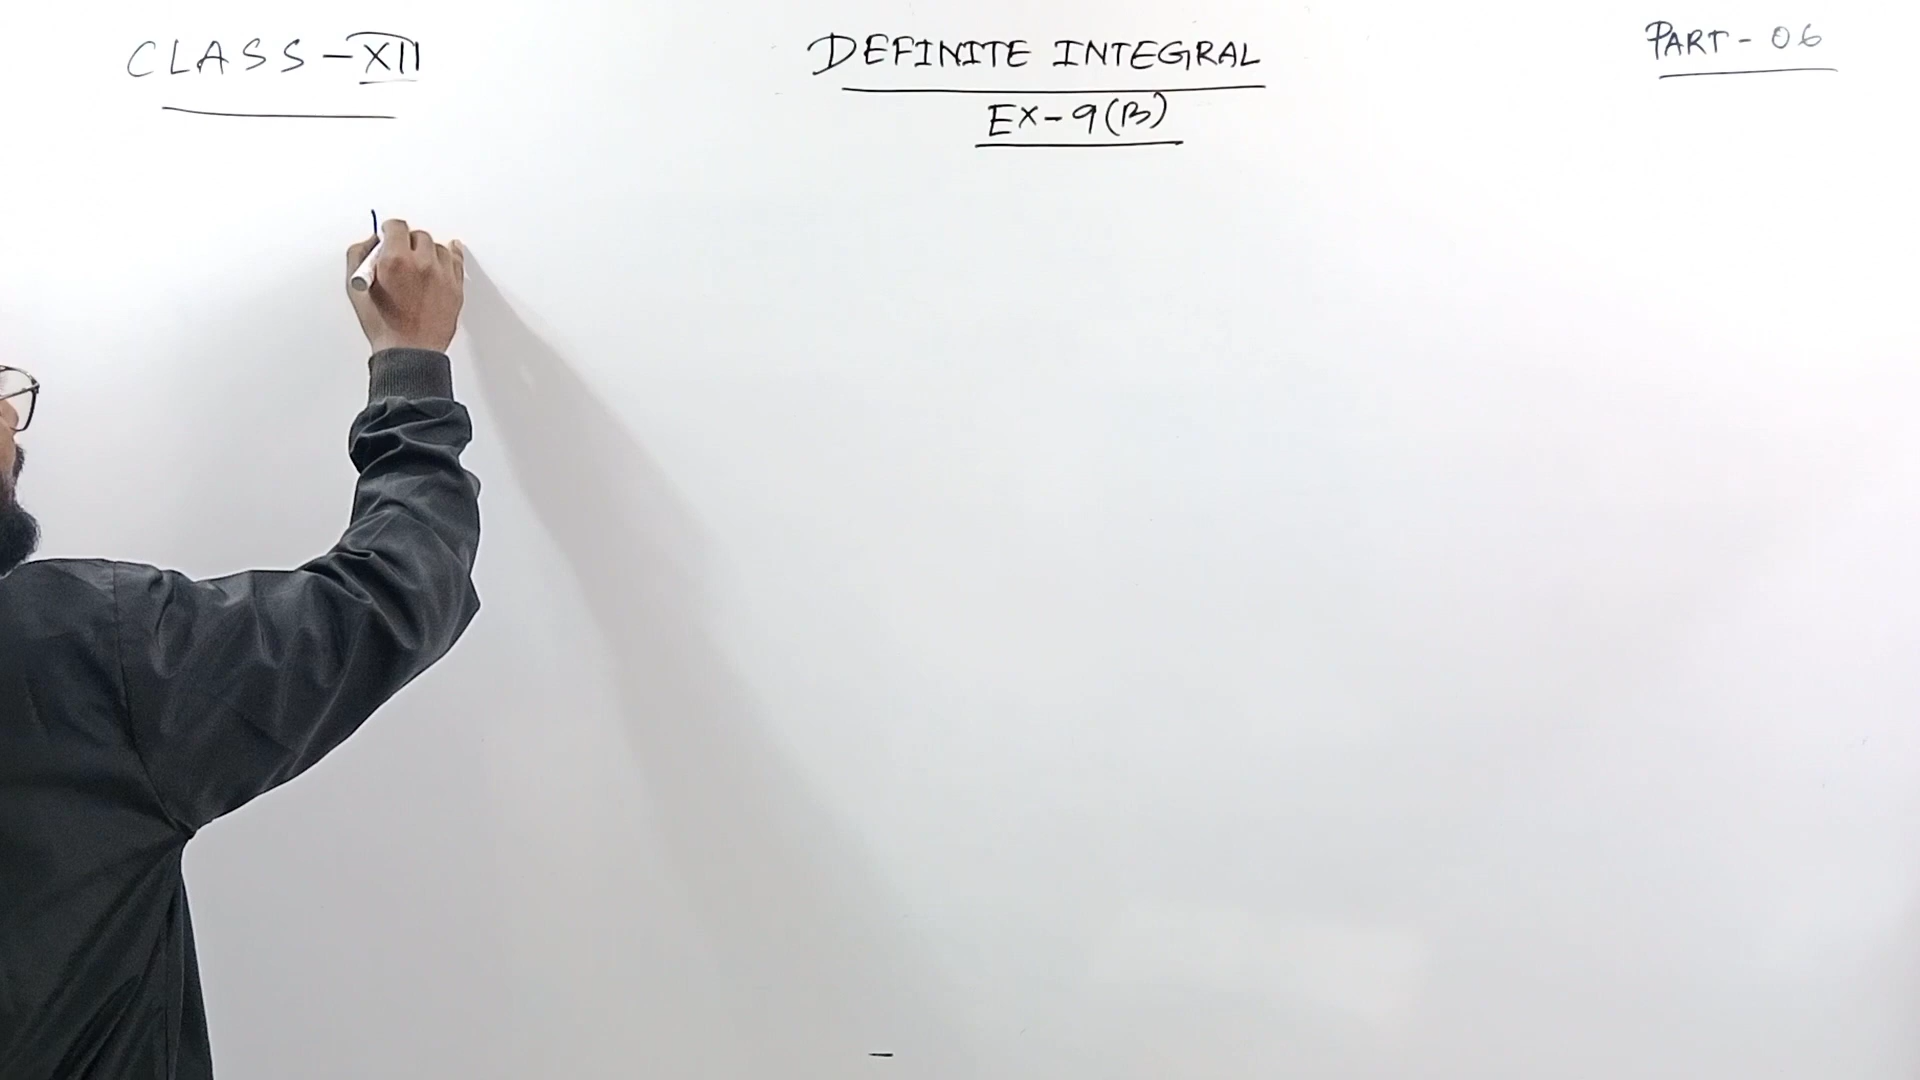 CLASS - XII
DEFINITE INTEGRAL
EX - 9(B)
PART - 06